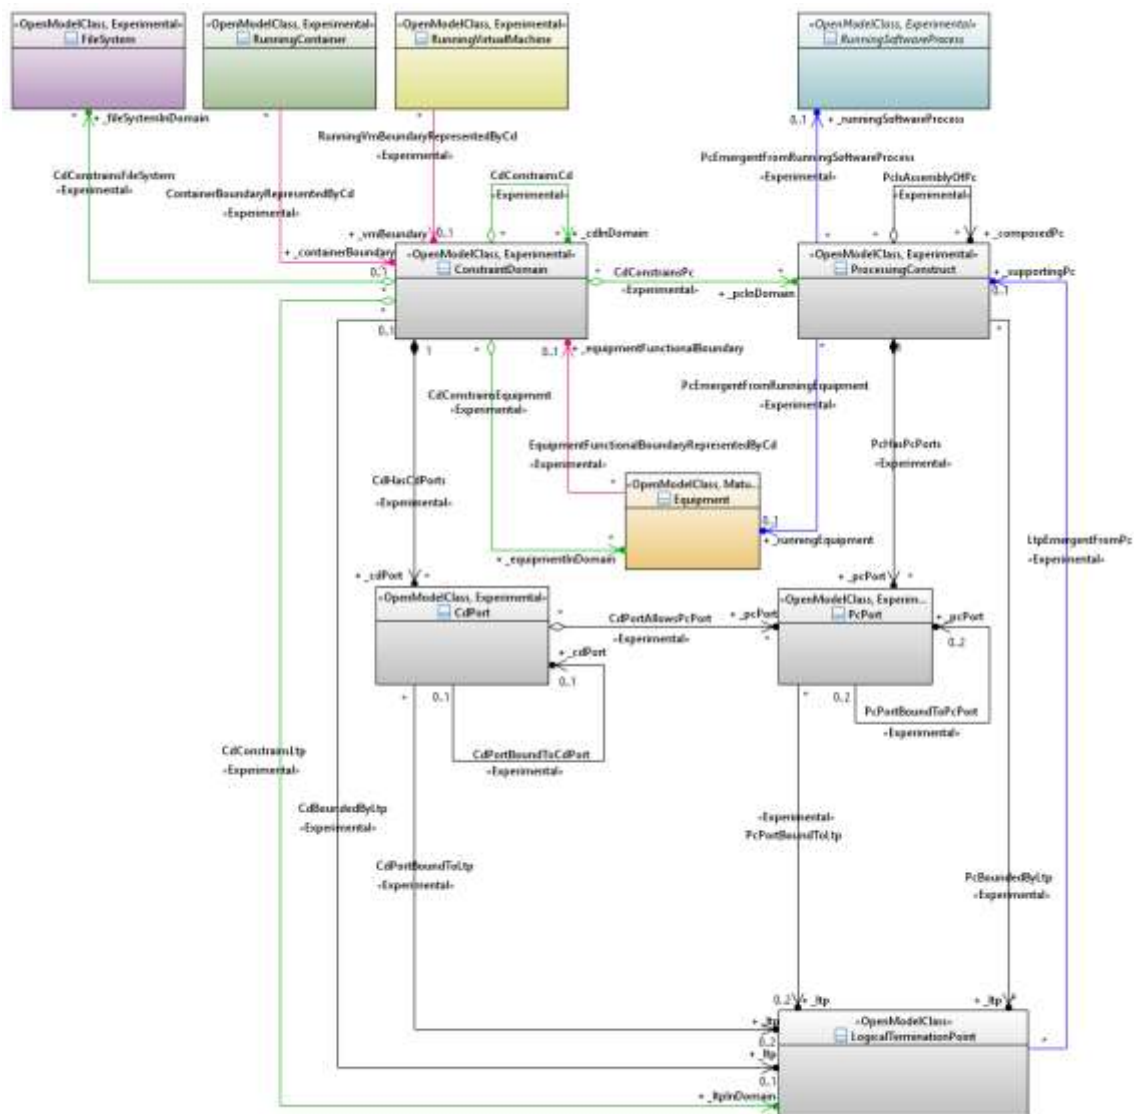 «OpenModelClass, Experimental»
FileSystem
«OpenModelClass, Experimental»
RunningContainer
«OpenModelClass, Experimental»
RunningVirtualMachine
«OpenModelClass, Experimental»
RunningSoftwareProcess
*
+ _fileSystemInDomain
*
*
0..1
+ _runningSoftwareProcess
RunningVmBoundaryRepresentedByCd
«Experimental»
PcEmergentFromRunningSoftwareProcess
«Experimental»
CdConstrainsFileSystem
«Experimental»
CdConstrainsCd
«Experimental»
PcIsAssemblyOfPc
«Experimental»
ContainerBoundaryRepresentedByCd
«Experimental»
+ _vmBoundary
0..1
*
*
+ _cdInDomain
*
*
*
+ _composedPc
+ _containerBoundary
0..1
«OpenModelClass, Experimental»
ConstraintDomain
*
CdConstrainsPc
«Experimental»
*
+ _pcInDomain
«OpenModelClass, Experimental»
ProcessingConstruct
+ _supportingPc
0..1
*
*
0..1
1
*
0..1
+ _equipmentFunctionalBoundary
*
*
CdConstrainsEquipment
«Experimental»
PcEmergentFromRunningEquipment
«Experimental»
EquipmentFunctionalBoundaryRepresentedByCd
«Experimental»
PcHasPcPorts
«Experimental»
CdHasCdPorts
«Experimental»
*
«OpenModelClass, Matu...
Equipment
0..1
+ _runningEquipment
*
+ _equipmentInDomain
LtpEmergentFromPc
«Experimental»
+ _cdPort
*
+ _pcPort
*
«OpenModelClass, Experimental»
CdPort
*
CdPortAllowsPcPort
«Experimental»
+ _pcPort
*
«OpenModelClass, Experim...
PcPort
+ _pcPort
0..2
+ _cdPort
0..1
*
0..1
*
0..2
PcPortBoundToPcPort
«Experimental»
CdPortBoundToCdPort
«Experimental»
CdConstrainsLtp
«Experimental»
CdBoundedByLtp
«Experimental»
«Experimental»
PcPortBoundToLtp
CdPortBoundToLtp
«Experimental»
PcBoundedByLtp
«Experimental»
0..2
+ _ltp
+ _ltp
*
+ _ltp
0..2
+ _ltp
0..1
*
+ _ltpInDomain
«OpenModelClass»
LogicalTerminationPoint
*